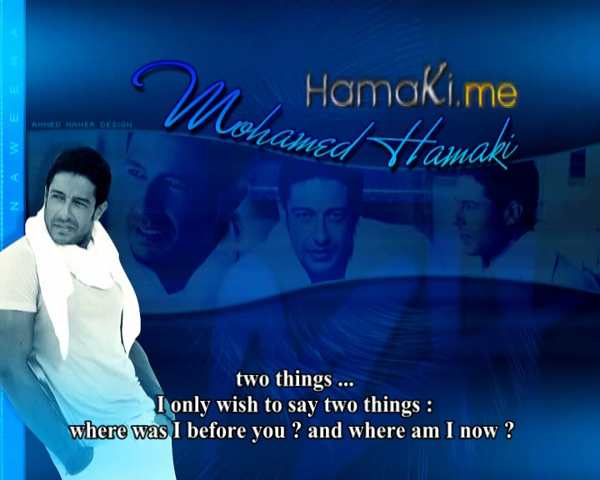 HamaKi.me
Mohamed Hamaki
AHMED MAHER DESIGN
NAWEEHA
two things ...
I only wish to say two things :
where was I before you ? and where am I now ?